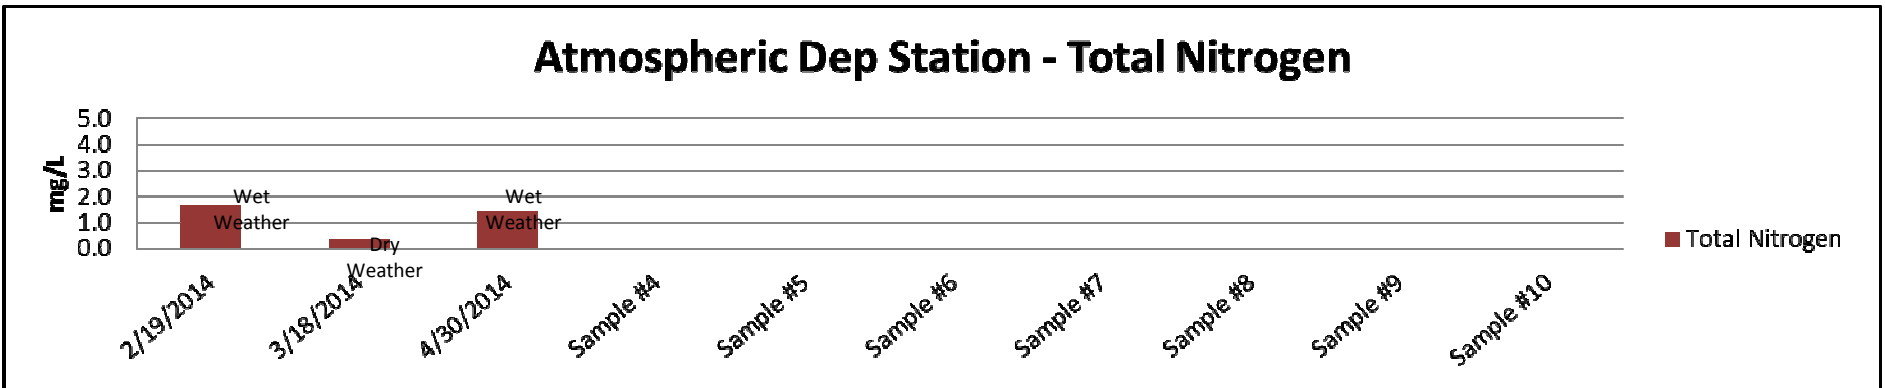 Atmospheric Dep Station - Total Nitrogen
mg/L
5.0
4.0
3.0
2.0
1.0
0.0
Wet
Weather
Dry
Weather
Wet
Weather
2/19/2014
3/18/2014
4/30/2014
Sample #4
Sample #5
Sample #6
Sample #7
Sample #8
Sample #9
Sample #10
Total Nitrogen